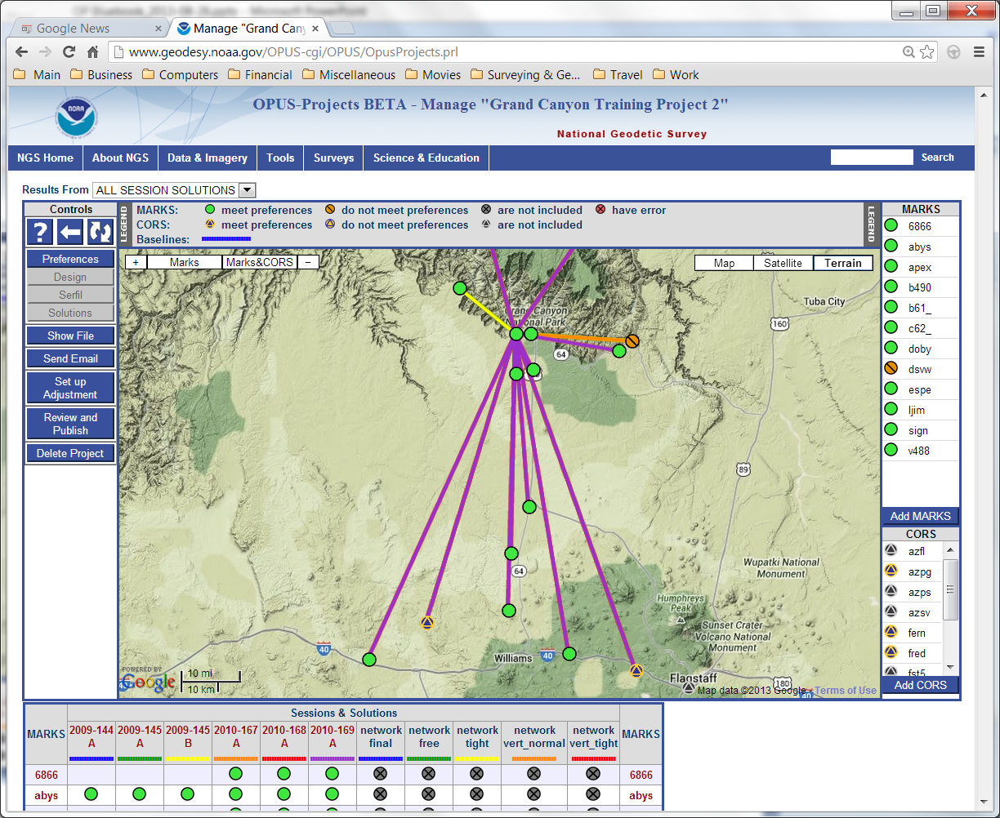 Google News
Manage "Grand Cany
www.geodesy.noaa.gov/OPUS-cgi/OPUS/OpusProjects.prl
Main Business Computers Financial Miscellaneous Movies Surveying & Ge... Travel Work
NOAA
OPUS-Projects BETA - Manage "Grand Canyon Training Project 2"
National Geodetic Survey
NGS Home About NGS Data & Imagery Tools Surveys Science & Education Search
Results From ALL SESSION SOLUTIONS
Controls
?
Preferences
Design
Serfil
Solutions
Show File
Send Email
Set up
Adjustment
Review and
Publish
Delete Project
LEGEND
MARKS: meet preferences do not meet preferences are not included have error
CORS: meet preferences do not meet preferences are not included
Baselines:
LEGEND
+ Marks Marks&CORS −
Map Satellite Terrain
Grand Canyon
National Park
Tuba City
160
64
89
64
Wupatki National
Monument
Humphreys
Peak
Sunset Crater
Volcano National
Monument
40
Williams
40
Flagstaff
180
40
POWERED BY
Google
10 mi
10 km
Map data ©2013 Google - Terms of Use
MARKS
6866
abys
apex
b490
b61_
c62_
doby
dsvw
espe
ljim
sign
v488
Add MARKS
CORS
azfl
azpg
azps
azsv
fern
fred
fst5
Add CORS
Sessions & Solutions
MARKS 2009-144 2009-145 2009-145 2010-167 2010-168 2010-169 network network network network network MARKS
A A B A A A final free tight vert_normal vert_tight
6866 6866
abys abys